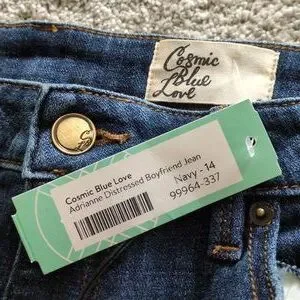 Cosmic
Blue
Love
Cosmic Blue Love
Adrianne Distressed Boyfriend Jean
Navy - 14
99964-337